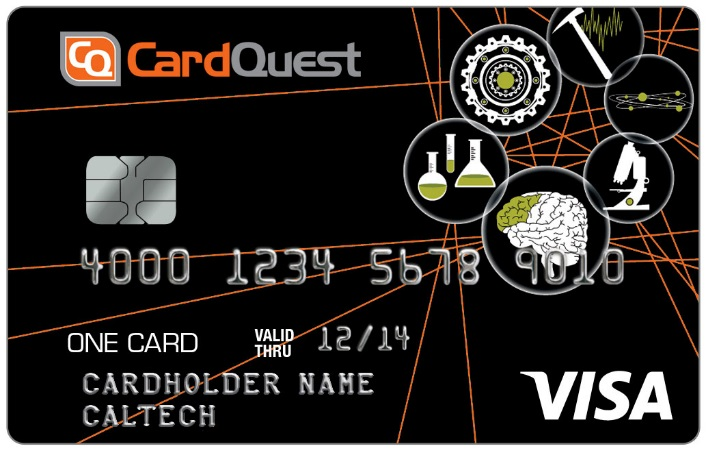 CQ CardQuest
4000 1234 5678 9010
ONE CARD VALID THRU 12/14
CARDHOLDER NAME
CALTECH
VISA